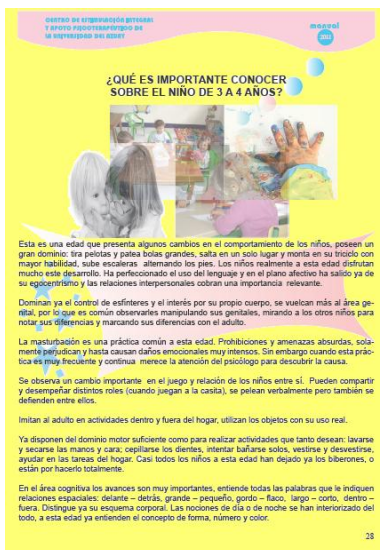 CENTRO DE ESTIMULACIÓN INTEGRAL
Y APOYO PSICOTERAPÉUTICO DE
LA UNIVERSIDAD DEL AZUAY
manual
2011
¿QUÉ ES IMPORTANTE CONOCER
SOBRE EL NIÑO DE 3 A 4 AÑOS?
Esta es una edad que presenta algunos cambios en el comportamiento de los niños, poseen un
gran dominio: tira pelotas y patea bolas grandes, salta en un solo lugar y monta en su triciclo con
mayor habilidad, sube escaleras alternando los pies. Los niños realmente a esta edad disfrutan
mucho este desarrollo. Ha perfeccionado el uso del lenguaje y en el plano afectivo ha salido ya de
su egocentrismo y las relaciones interpersonales cobran una importancia relevante.
Dominan ya el control de esfínteres y el interés por su propio cuerpo, se vuelcan más al área ge-
nital, por lo que es común observarles manipulando sus genitales, mirando a los otros niños para
notar sus diferencias y marcando sus diferencias con el adulto.
La masturbación es una práctica común a esta edad. Prohibiciones y amenazas absurdas, sola-
mente perjudican y hasta causan daños emocionales muy intensos. Sin embargo cuando esta prác-
tica es muy frecuente y continua merece la atención del psicólogo para descubrir la causa.
Se observa un cambio importante en el juego y relación de los niños entre sí. Pueden compartir
y desempeñar distintos roles (cuando juegan a la casita), se pelean verbalmente pero también se
defienden entre ellos.
Imitan al adulto en actividades dentro y fuera del hogar, utilizan los objetos con su uso real.
Ya disponen del dominio motor suficiente como para realizar actividades que tanto desean: lavarse
y secarse las manos y cara; cepillarse los dientes, intentar bañarse solos, vestirse y desvestirse,
ayudar en las tareas del hogar. Casi todos los niños a esta edad han dejado ya los biberones, o
están por hacerlo totalmente.
En el área cognitiva los avances son muy importantes, entiende todas las palabras que le indiquen
relaciones espaciales: delante – detrás, grande – pequeño, gordo – flaco, largo – corto, dentro –
fuera. Distingue ya su esquema corporal. Las nociones de día o de noche se han interiorizado del
todo, a esta edad ya entienden el concepto de forma, número y color.
28